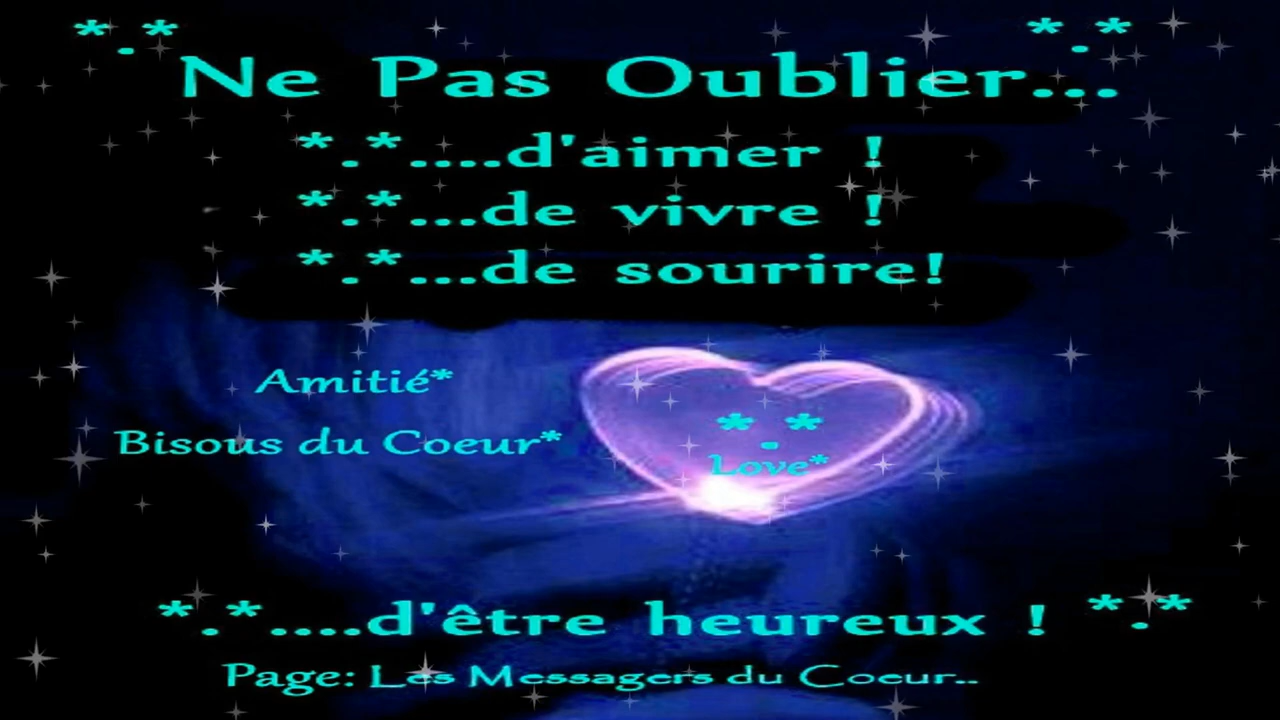 *.* *.*
Ne Pas Oublier...
*.*....d'aimer !
*.*...de vivre !
*.*...de sourire!
Amitié*
*.*
Bisous du Coeur*
Love*
*.*....d'être heureux ! *.*
Page: Les Messagers du Coeur..